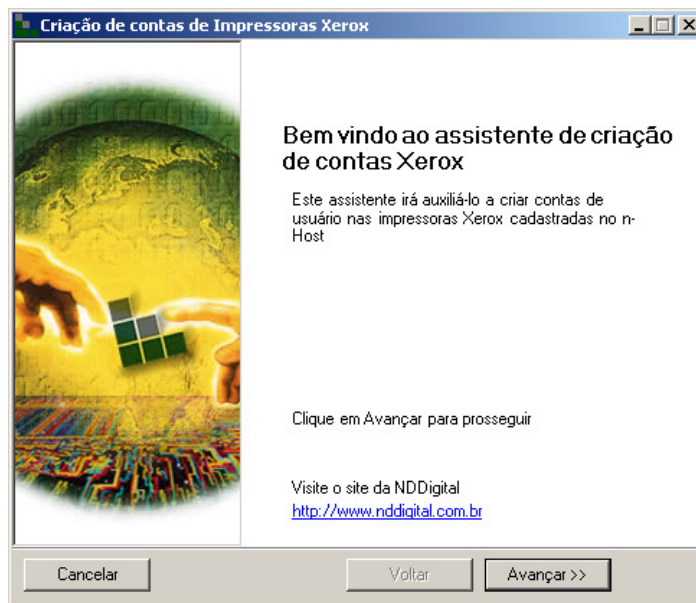 Criação de contas de Impressoras Xerox
Bem vindo ao assistente de criação
de contas Xerox
Este assistente irá auxiliá-lo a criar contas de
usuário nas impressoras Xerox cadastradas no n-
Host
Clique em Avançar para prosseguir
Visite o site da NDDigital
http://www.nddigital.com.br
Cancelar
Voltar
Avançar >>